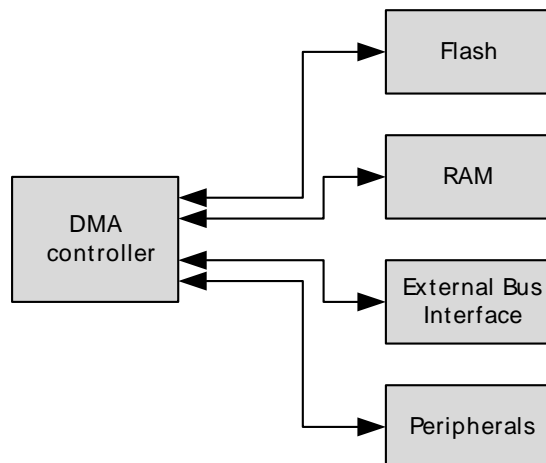 Flash
RAM
DMA
controller
External Bus
Interface
Peripherals